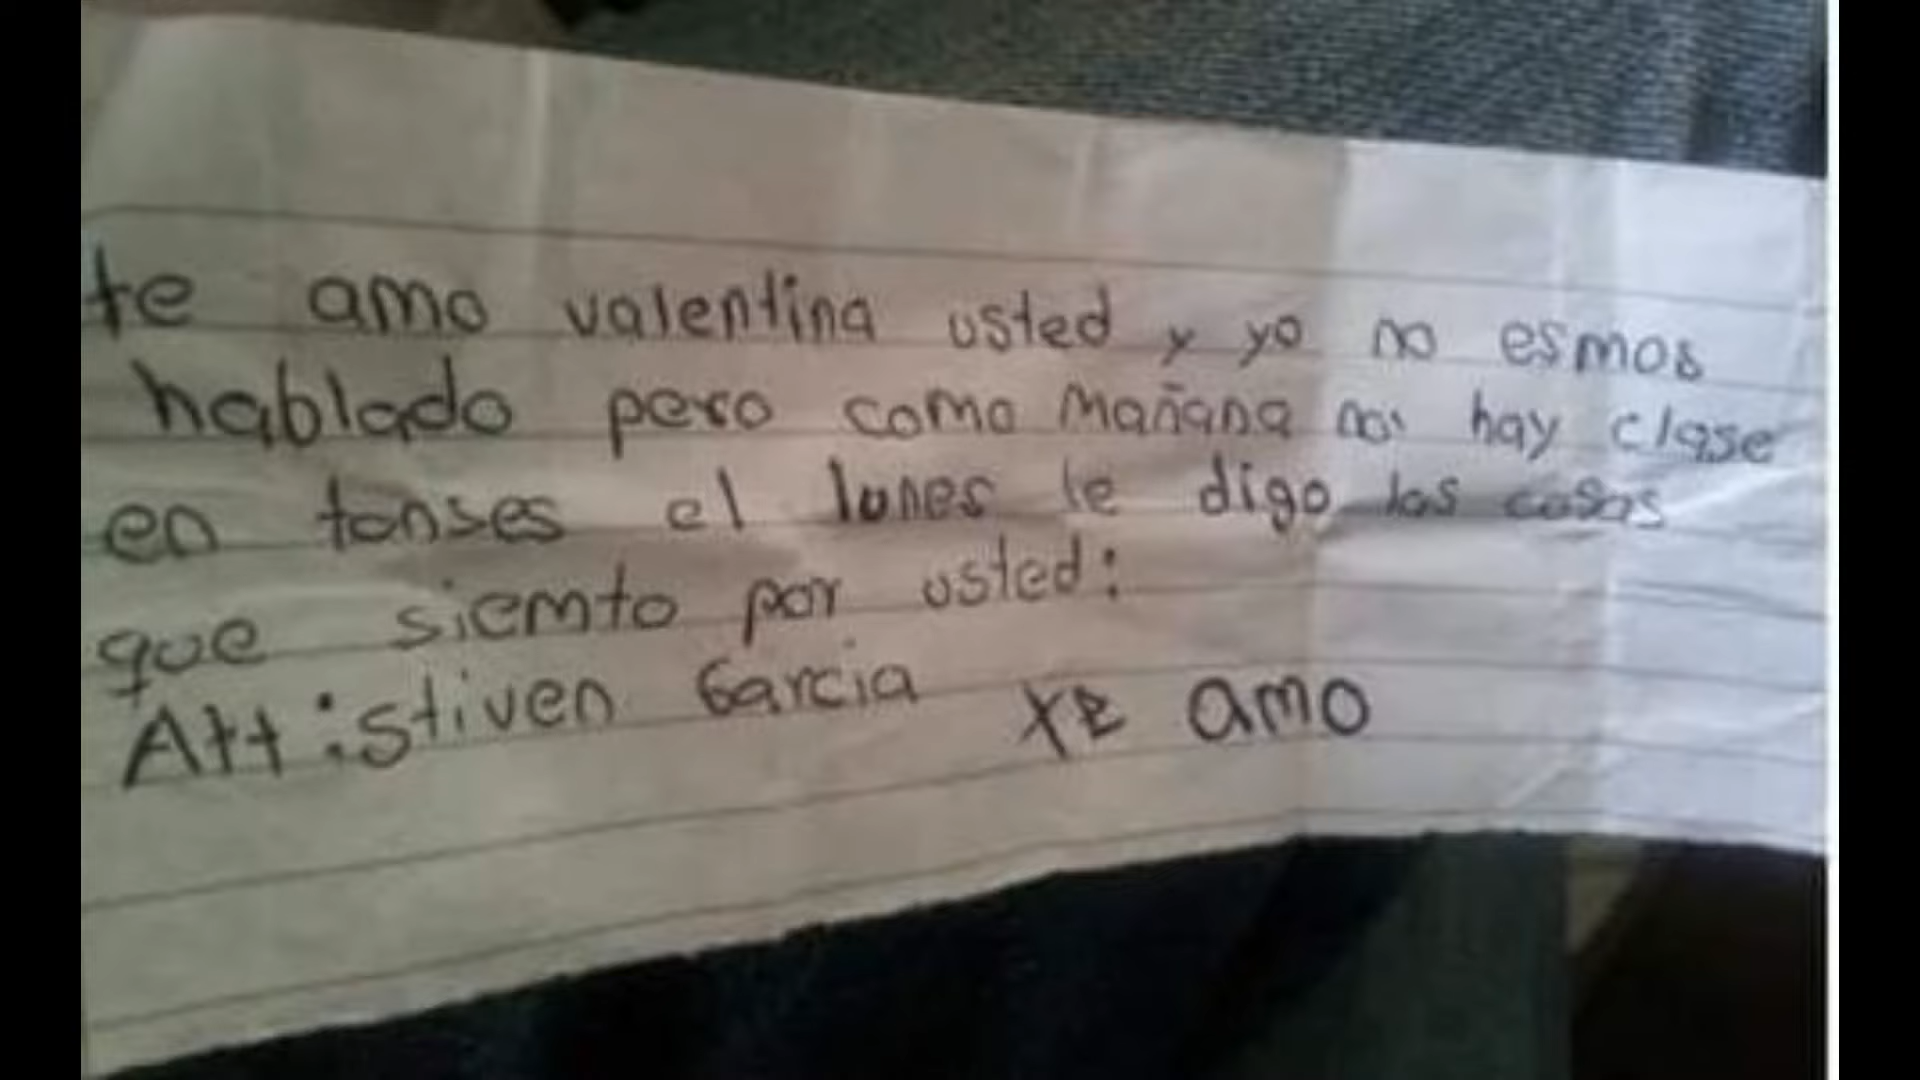 te amo valentina usted y yo no esmos
hablado pero como mañana no hay clase
en tonses el lunes le digo las cosas
que siemto por usted:
Att: stiven Garcia te amo